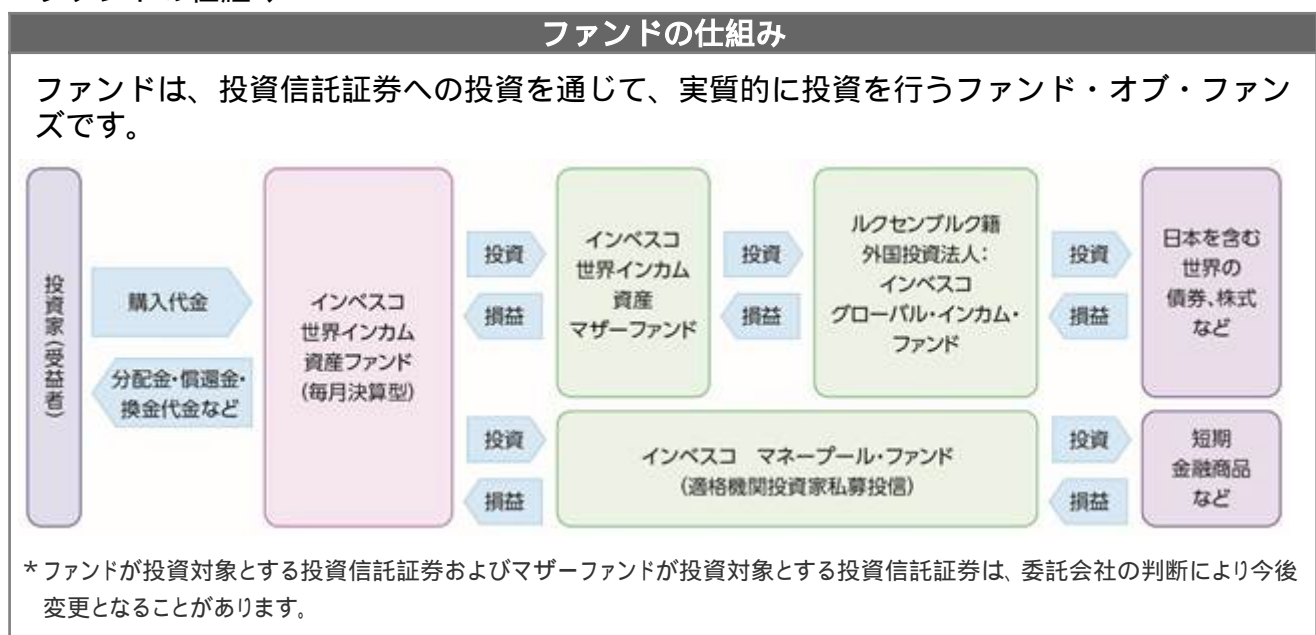 ファンドの仕組み
ファンドは、投資信託証券への投資を通じて、実質的に投資を行うファンド・オブ・ファン
ズです。
投資家(受益者)
購入代金
分配金・償還金・
換金代金など
インベスコ
世界インカム
資産ファンド
(毎月決算型)
投資
損益
インベスコ
世界インカム
資産
マザーファンド
投資
損益
ルクセンブルク籍
外国投資法人:
インベスコ
グローバル・インカム・
ファンド
投資
損益
日本を含む
世界の
債券、株式
など
投資
損益
インベスコ マネープール・ファンド
(適格機関投資家私募投信)
投資
損益
短期
金融商品
など
*ファンドが投資対象とする投資信託証券およびマザーファンドが投資対象とする投資信託証券は、委託会社の判断により今後
変更となることがあります。